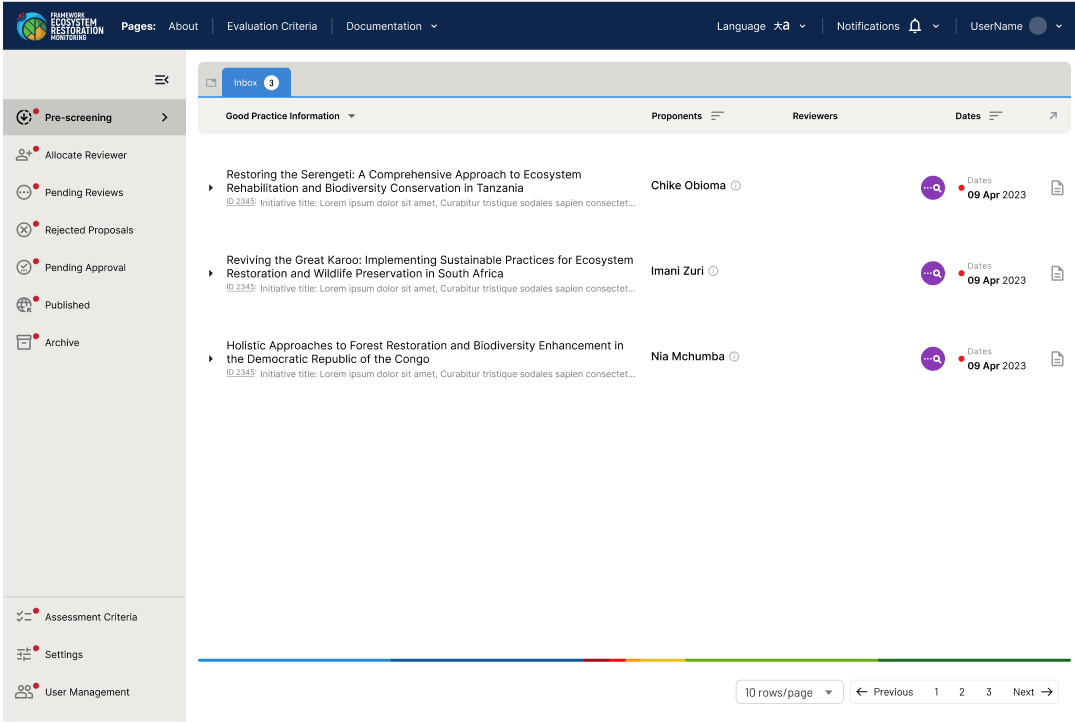 FRAMEWORK
ECOSYSTEM
RESTORATION
MONITORING
Pages: About Evaluation Criteria Documentation Language 大a Notifications UserName
Inbox 3
Good Practice Information Proponents Reviewers Dates
Pre-screening
Allocate Reviewer
Pending Reviews
Rejected Proposals
Pending Approval
Published
Archive
Restoring the Serengeti: A Comprehensive Approach to Ecosystem
Rehabilitation and Biodiversity Conservation in Tanzania
ID 2345: Initiative title: Lorem ipsum dolor sit amet, Curabitur tristique sodales sapien consectet...
Chike Obioma
Dates
09 Apr 2023
Reviving the Great Karoo: Implementing Sustainable Practices for Ecosystem
Restoration and Wildlife Preservation in South Africa
ID 2345: Initiative title: Lorem ipsum dolor sit amet, Curabitur tristique sodales sapien consectet...
Imani Zuri
Dates
09 Apr 2023
Holistic Approaches to Forest Restoration and Biodiversity Enhancement in
the Democratic Republic of the Congo
ID 2345: Initiative title: Lorem ipsum dolor sit amet, Curabitur tristique sodales sapien consectet...
Nia Mchumba
Dates
09 Apr 2023
Assessment Criteria
Settings
User Management
10 rows/page Previous 1 2 3 Next